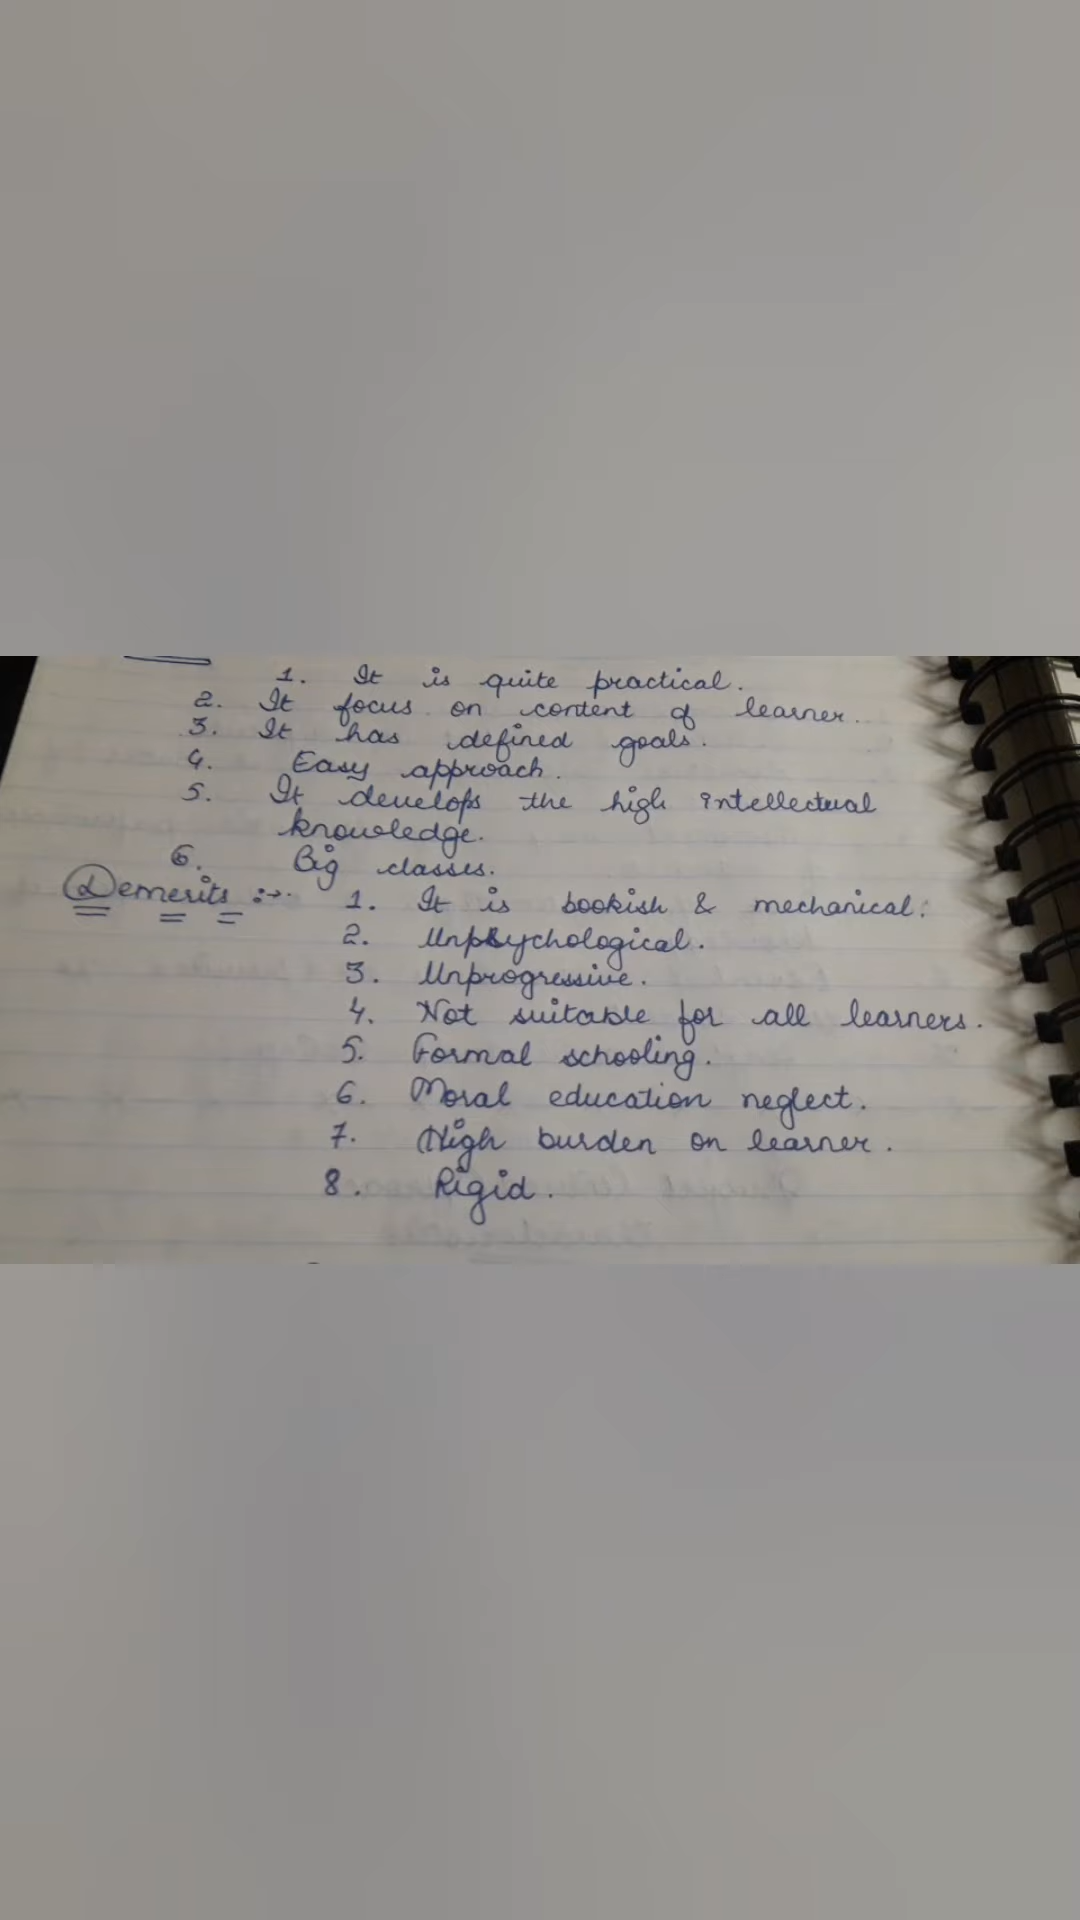 1. It is quite practical.
2. It focus on content of learner.
3. It has defined goals.
4. Easy approach.
5. It develops the high intellectual
knowledge.
6. Big classes.
Demerits :-. 1. It is bookish & mechanical.
2. Unpsychological.
3. Unprogressive.
4. Not suitable for all learners.
5. Formal schooling.
6. Moral education neglect.
7. High burden on learner.
8. Rigid.